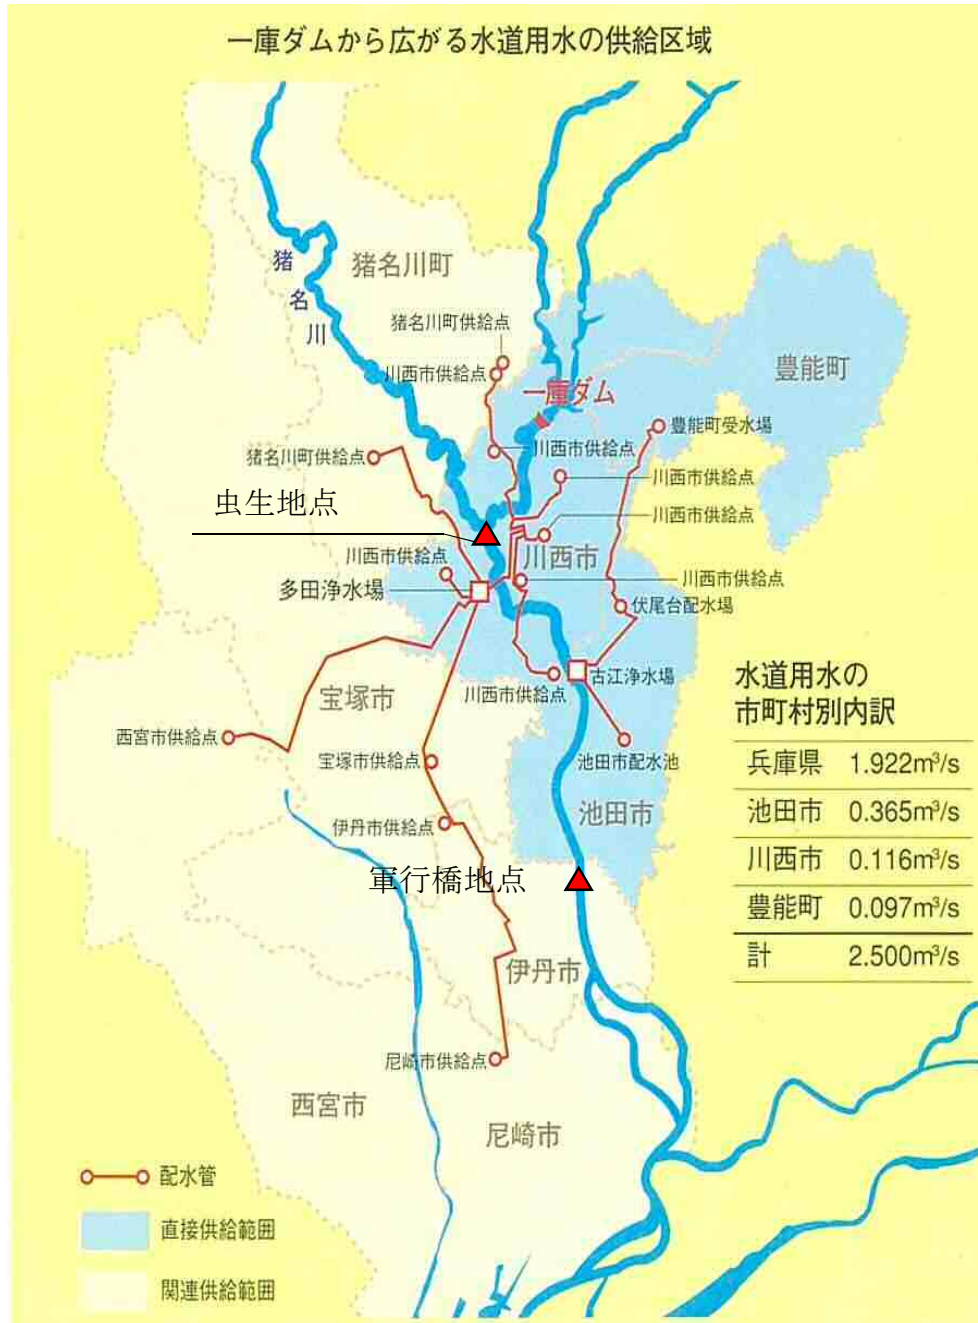 一庫ダムから広がる水道用水の供給区域
猪
名
川
猪名川町
猪名川町供給点
川西市供給点
一庫ダム
豊能町
豊能町受水場
川西市供給点
猪名川町供給点
川西市供給点
虫生地点
川西市供給点
川西市
川西市供給点
多田浄水場
川西市供給点
伏尾台配水場
古江浄水場
川西市供給点
宝塚市
西宮市供給点
宝塚市供給点
池田市配水池
池田市
伊丹市供給点
軍行橋地点
伊丹市
尼崎市供給点
西宮市
尼崎市
水道用水の
市町村別内訳
兵庫県 1.922m³/s
池田市 0.365m³/s
川西市 0.116m³/s
豊能町 0.097m³/s
計 2.500m³/s
配水管
直接供給範囲
関連供給範囲